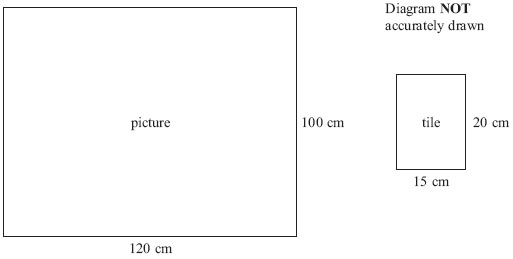 Diagram NOT
accurately drawn
picture
100 cm
tile
20 cm
15 cm
120 cm